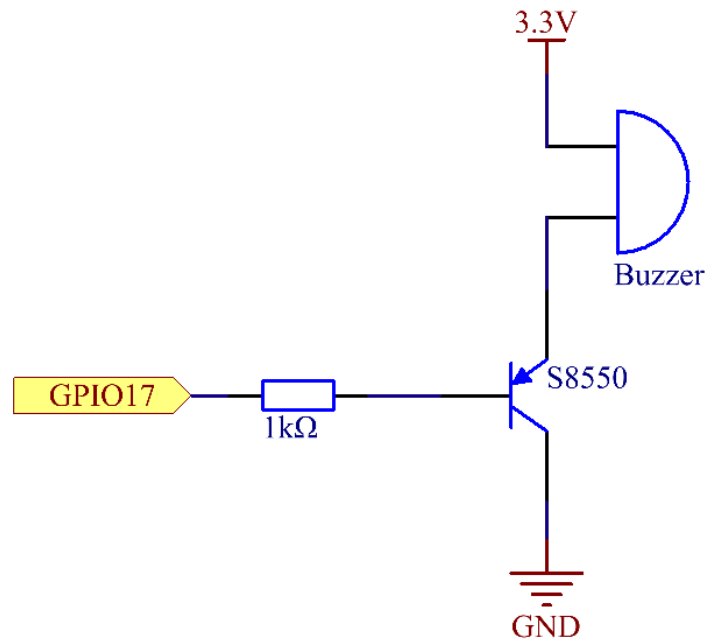 3.3V
Buzzer
S8550
GPIO17
1kΩ
GND